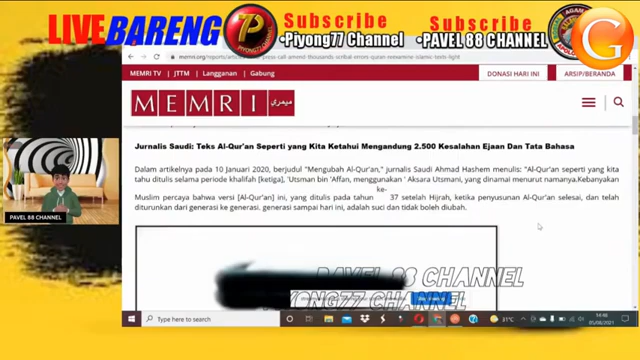 LIVEBARENG
P
PIYONG77 CHANNEL
Subscribe
•Piyong77 Channel
Subscribe
•PAVEL 88 CHANNEL
G
MEMRI TV | JTTM | Langganan | Gabung
DONASI HARI INI
ARSIP/BERANDA
MEMRI ميمري
Jurnalis Saudi: Teks Al-Qur'an Seperti yang Kita Ketahui Mengandung 2.500 Kesalahan Ejaan Dan Tata Bahasa
Dalam artikelnya pada 10 Januari 2020, berjudul "Mengubah Al-Qur'an," jurnalis Saudi Ahmad Hashem menulis: "Al-Qur'an seperti yang kita
tahu ditulis selama periode khalifah [ketiga], 'Utsman bin 'Affan, menggunakan ' Aksara Utsmani, yang dinamai menurut namanya.Kebanyakan
ke-
Muslim percaya bahwa versi [Al-Qur'an] ini, yang ditulis pada tahun 37 setelah Hijrah, ketika penyusunan Al-Qur'an selesai, dan telah
diturunkan dari generasi ke generasi. generasi sampai hari ini, adalah suci dan tidak boleh diubah.
PAVEL 88 CHANNEL
PAVEL 88 CHANNEL
PIYONG77 CHANNEL
Type here to search
31°C
14:48
05/08/2021